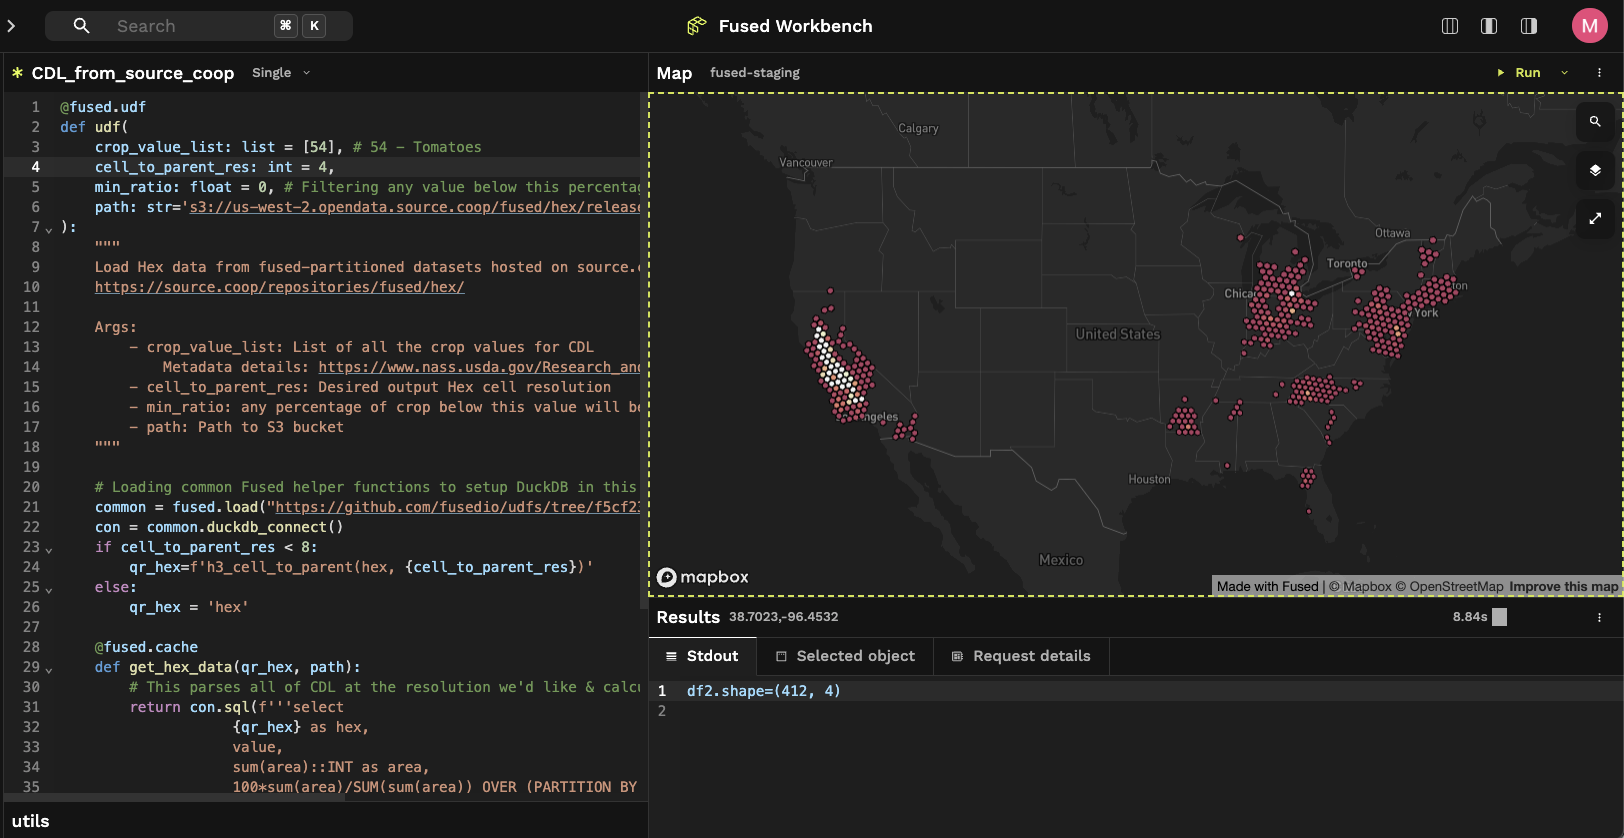 Search ⌘ K
Fused Workbench
M
CDL_from_source_coop Single
1 @fused.udf
2 def udf(
3 crop_value_list: list = [54], # 54 - Tomatoes
4 cell_to_parent_res: int = 4,
5 min_ratio: float = 0, # Filtering any value below this percentag
6 path: str='s3://us-west-2.opendata.source.coop/fused/hex/release
7 ):
8 """
9 Load Hex data from fused-partitioned datasets hosted on source.c
10 https://source.coop/repositories/fused/hex/
11
12 Args:
13 - crop_value_list: List of all the crop values for CDL
14 Metadata details: https://www.nass.usda.gov/Research_and
15 - cell_to_parent_res: Desired output Hex cell resolution
16 - min_ratio: any percentage of crop below this value will be
17 - path: Path to S3 bucket
18 """
19
20 # Loading common Fused helper functions to setup DuckDB in this
21 common = fused.load("https://github.com/fusedio/udfs/tree/f5cf23
22 con = common.duckdb_connect()
23 if cell_to_parent_res < 8:
24 qr_hex=f'h3_cell_to_parent(hex, {cell_to_parent_res})'
25 else:
26 qr_hex = 'hex'
27
28 @fused.cache
29 def get_hex_data(qr_hex, path):
30 # This parses all of CDL at the resolution we'd like & calcu
31 return con.sql(f'''select
32 {qr_hex} as hex,
33 value,
34 sum(area)::INT as area,
35 100*sum(area)/SUM(sum(area)) OVER (PARTITION BY
utils
Map fused-staging
Run
Calgary
Vancouver
Ottawa
Toronto
Chica
ton
York
United States
ngeles
Houston
Mexico
mapbox
Made with Fused | © Mapbox © OpenStreetMap Improve this map
Results 38.7023,-96.4532
8.84s
Stdout Selected object Request details
1 df2.shape=(412, 4)
2